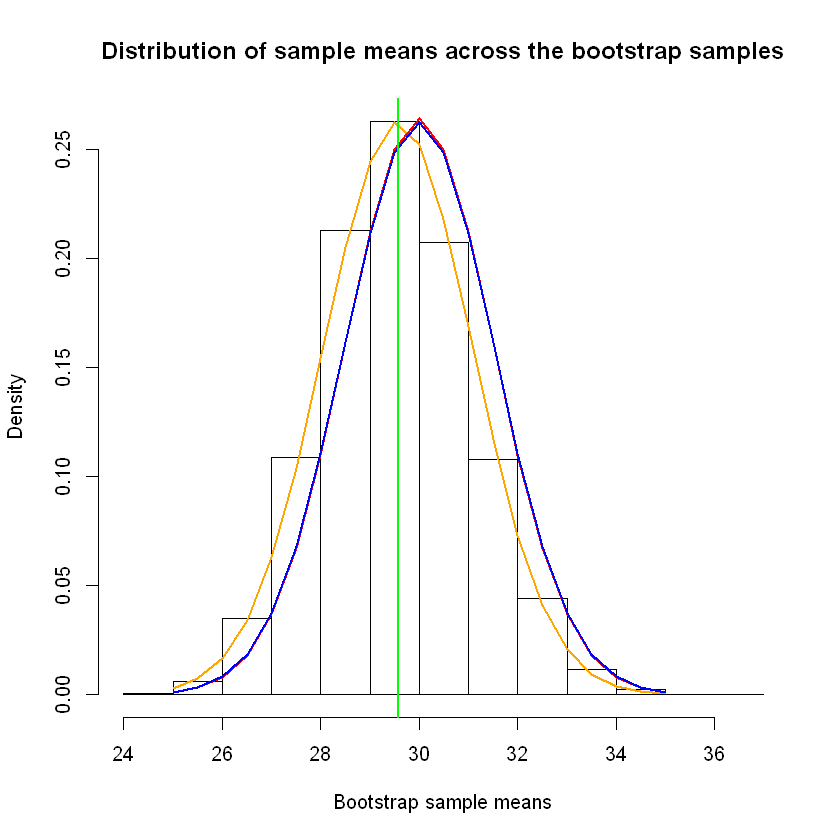 Distribution of sample means across the bootstrap samples
Density
0.25
0.20
0.15
0.10
0.05
0.00
24 26 28 30 32 34 36
Bootstrap sample means